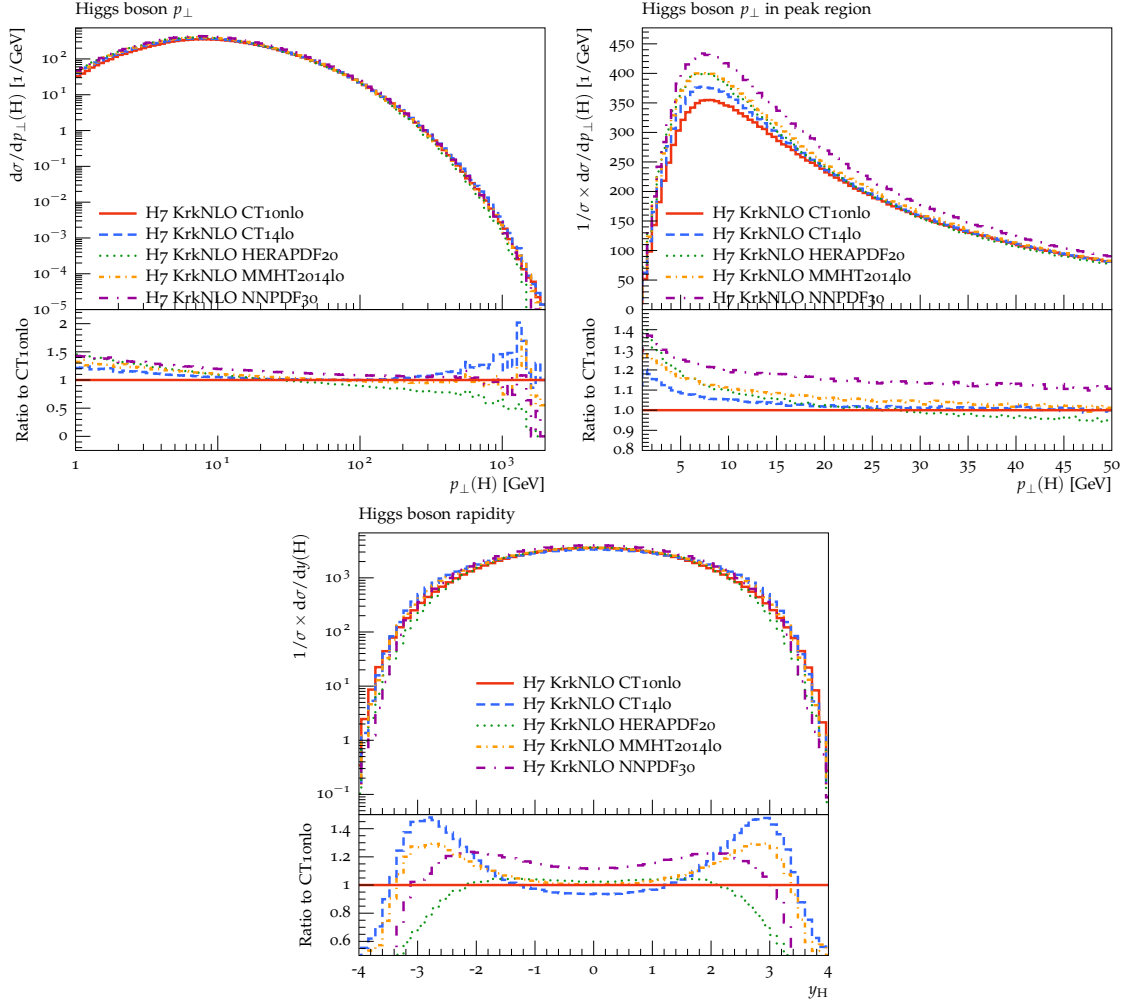 Higgs boson p⊥
dσ/dp⊥(H) [1/GeV]
10²
10¹
1
10⁻¹
10⁻²
10⁻³
10⁻⁴
10⁻⁵
H7 KrkNLO CT10nlo
H7 KrkNLO CT14lo
H7 KrkNLO HERAPDF20
H7 KrkNLO MMHT2014lo
H7 KrkNLO NNPDF30
Ratio to CT10nlo
2
1.5
1
0.5
0
1 10¹ 10² 10³
p⊥(H) [GeV]
Higgs boson p⊥ in peak region
1/σ × dσ/dp⊥(H) [1/GeV]
450
400
350
300
250
200
150
100
50
0
H7 KrkNLO CT10nlo
H7 KrkNLO CT14lo
H7 KrkNLO HERAPDF20
H7 KrkNLO MMHT2014lo
H7 KrkNLO NNPDF30
Ratio to CT10nlo
1.4
1.3
1.2
1.1
1.0
0.9
0.8
5 10 15 20 25 30 35 40 45 50
p⊥(H) [GeV]
Higgs boson rapidity
1/σ × dσ/dy(H)
10³
10²
10¹
1
10⁻¹
H7 KrkNLO CT10nlo
H7 KrkNLO CT14lo
H7 KrkNLO HERAPDF20
H7 KrkNLO MMHT2014lo
H7 KrkNLO NNPDF30
Ratio to CT10nlo
1.4
1.2
1
0.8
0.6
-4 -3 -2 -1 0 1 2 3 4
yH